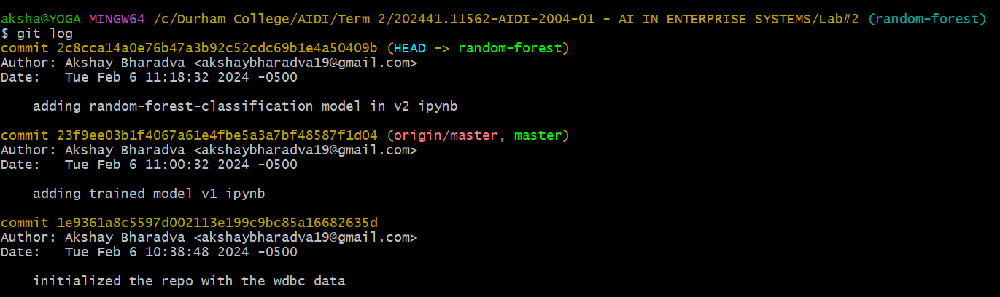 aksha@YOGA MINGW64 /c/Durham College/AIDI/Term 2/202441.11562-AIDI-2004-01 - AI IN ENTERPRISE SYSTEMS/Lab#2 (random-forest)
$ git log
commit 2c8cca14a0e76b47a3b92c52cdc69b1e4a50409b (HEAD -> random-forest)
Author: Akshay Bharadva <akshaybharadva19@gmail.com>
Date:   Tue Feb 6 11:18:32 2024 -0500
    adding random-forest-classification model in v2 ipynb
commit 23f9ee03b1f4067a61e4fbe5a3a7bf48587f1d04 (origin/master, master)
Author: Akshay Bharadva <akshaybharadva19@gmail.com>
Date:   Tue Feb 6 11:00:32 2024 -0500
    adding trained model v1 ipynb
commit 1e9361a8c5597d002113e199c9bc85a16682635d
Author: Akshay Bharadva <akshaybharadva19@gmail.com>
Date:   Tue Feb 6 10:38:48 2024 -0500
    initialized the repo with the wdbc data